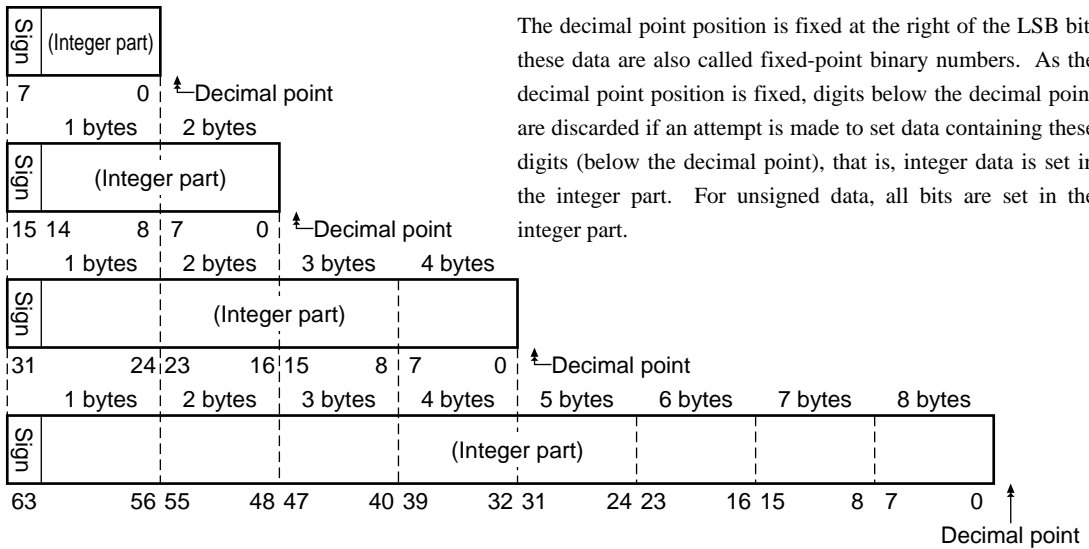 Sign (Integer part)
7 0 Decimal point
1 bytes 2 bytes
Sign (Integer part)
15 14 8 7 0 Decimal point
1 bytes 2 bytes 3 bytes 4 bytes
Sign (Integer part)
31 24 23 16 15 8 7 0 Decimal point
1 bytes 2 bytes 3 bytes 4 bytes 5 bytes 6 bytes 7 bytes 8 bytes
Sign (Integer part)
63 56 55 48 47 40 39 32 31 24 23 16 15 8 7 0
Decimal point
The decimal point position is fixed at the right of the LSB bit
these data are also called fixed-point binary numbers. As the
decimal point position is fixed, digits below the decimal poin
are discarded if an attempt is made to set data containing these
digits (below the decimal point), that is, integer data is set in
the integer part. For unsigned data, all bits are set in the
integer part.